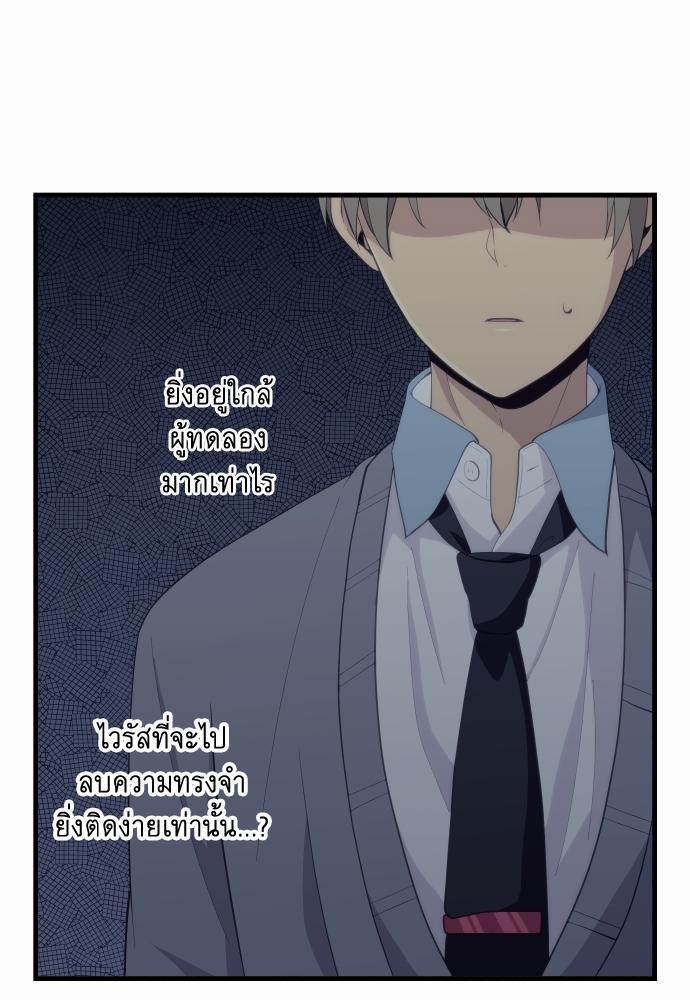 ยิ่งอยู่ใกล้
ผู้ทดลอง
มากเท่าไร
ไวรัสที่จะไป
ลบความทรงจำ
ยิ่งติดง่ายเท่านั้น...?